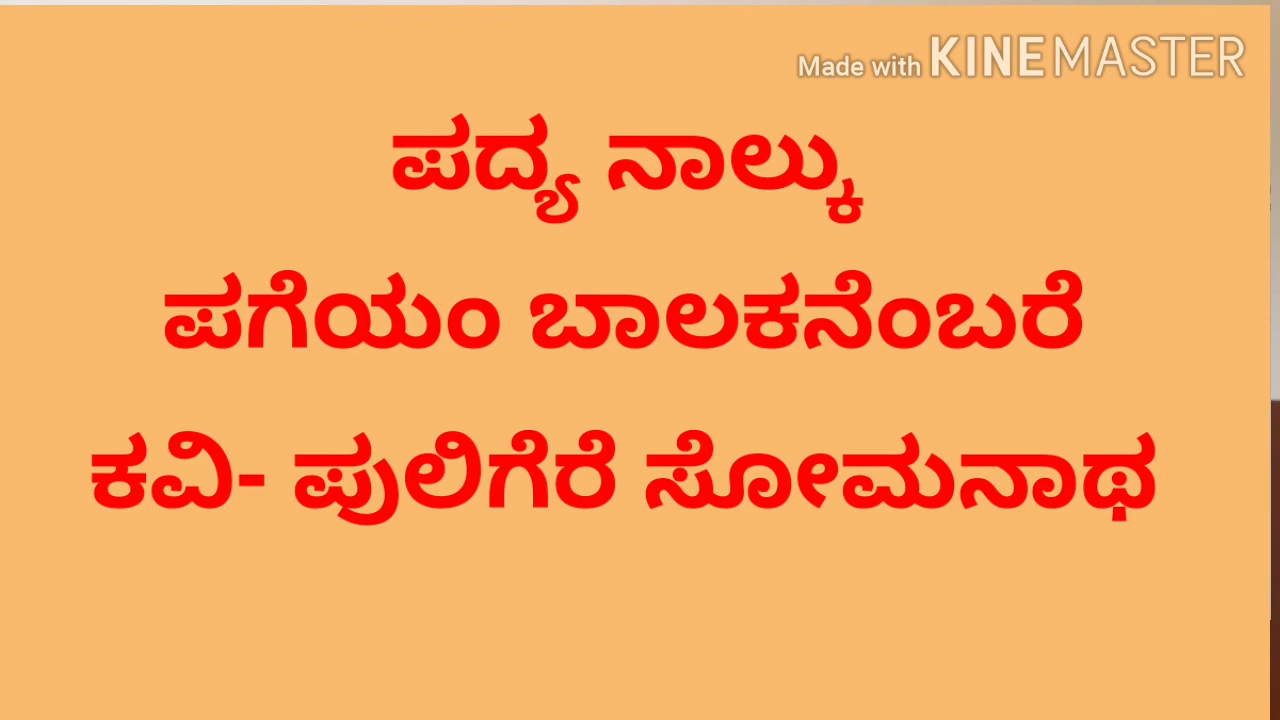 Made with KINEMASTER
ಪದ್ಯ ನಾಲ್ಕು
ಪಗೆಯಂ ಬಾಲಕನೆಂಬರೆ
ಕವಿ- ಪುಲಿಗೆರೆ ಸೋಮನಾಥ